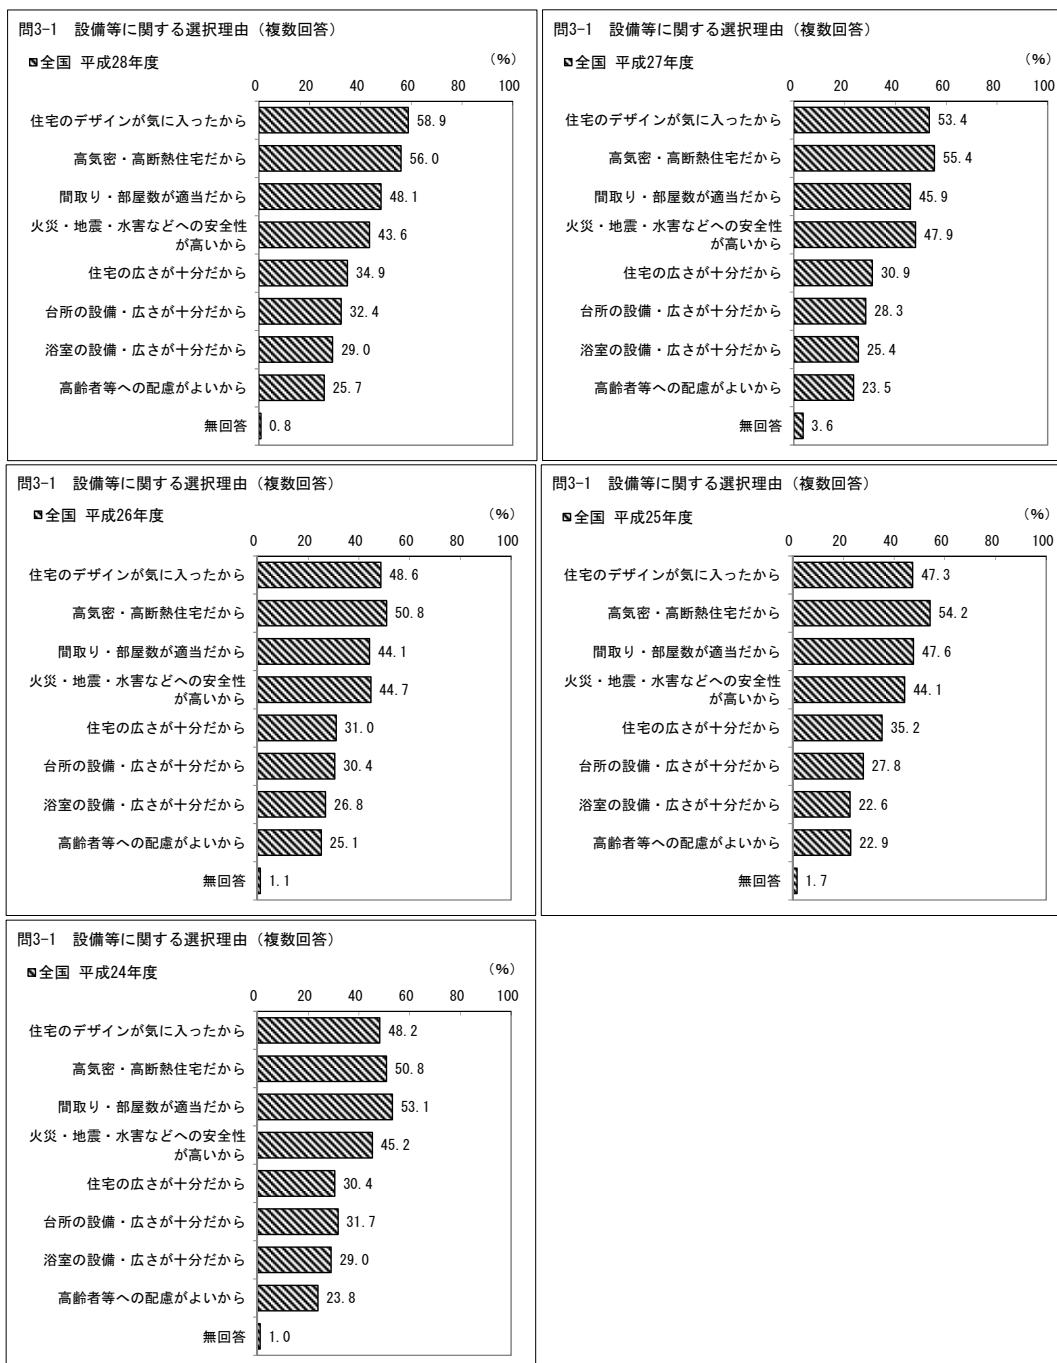 問3-1 設備等に関する選択理由（複数回答）
全国 平成28年度
(%)
0 20 40 60 80 100
住宅のデザインが気に入ったから 58.9
高気密・高断熱住宅だから 56.0
間取り・部屋数が適当だから 48.1
火災・地震・水害などへの安全性
が高いから 43.6
住宅の広さが十分だから 34.9
台所の設備・広さが十分だから 32.4
浴室の設備・広さが十分だから 29.0
高齢者等への配慮がよいから 25.7
無回答 0.8
問3-1 設備等に関する選択理由（複数回答）
全国 平成27年度
(%)
0 20 40 60 80 100
住宅のデザインが気に入ったから 53.4
高気密・高断熱住宅だから 55.4
間取り・部屋数が適当だから 45.9
火災・地震・水害などへの安全性
が高いから 47.9
住宅の広さが十分だから 30.9
台所の設備・広さが十分だから 28.3
浴室の設備・広さが十分だから 25.4
高齢者等への配慮がよいから 23.5
無回答 3.6
問3-1 設備等に関する選択理由（複数回答）
全国 平成26年度
(%)
0 20 40 60 80 100
住宅のデザインが気に入ったから 48.6
高気密・高断熱住宅だから 50.8
間取り・部屋数が適当だから 44.1
火災・地震・水害などへの安全性
が高いから 44.7
住宅の広さが十分だから 31.0
台所の設備・広さが十分だから 30.4
浴室の設備・広さが十分だから 26.8
高齢者等への配慮がよいから 25.1
無回答 1.1
問3-1 設備等に関する選択理由（複数回答）
全国 平成25年度
(%)
0 20 40 60 80 100
住宅のデザインが気に入ったから 47.3
高気密・高断熱住宅だから 54.2
間取り・部屋数が適当だから 47.6
火災・地震・水害などへの安全性
が高いから 44.1
住宅の広さが十分だから 35.2
台所の設備・広さが十分だから 27.8
浴室の設備・広さが十分だから 22.6
高齢者等への配慮がよいから 22.9
無回答 1.7
問3-1 設備等に関する選択理由（複数回答）
全国 平成24年度
(%)
0 20 40 60 80 100
住宅のデザインが気に入ったから 48.2
高気密・高断熱住宅だから 50.8
間取り・部屋数が適当だから 53.1
火災・地震・水害などへの安全性
が高いから 45.2
住宅の広さが十分だから 30.4
台所の設備・広さが十分だから 31.7
浴室の設備・広さが十分だから 29.0
高齢者等への配慮がよいから 23.8
無回答 1.0